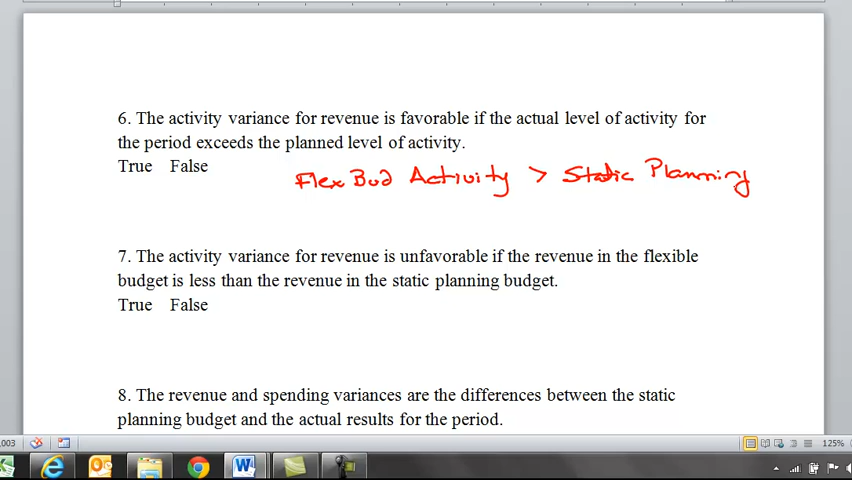 6. The activity variance for revenue is favorable if the actual level of activity for
the period exceeds the planned level of activity.
True False
Flex Bud Activity > Static Planning
7. The activity variance for revenue is unfavorable if the revenue in the flexible
budget is less than the revenue in the static planning budget.
True False
8. The revenue and spending variances are the differences between the static
planning budget and the actual results for the period.
,003
125%